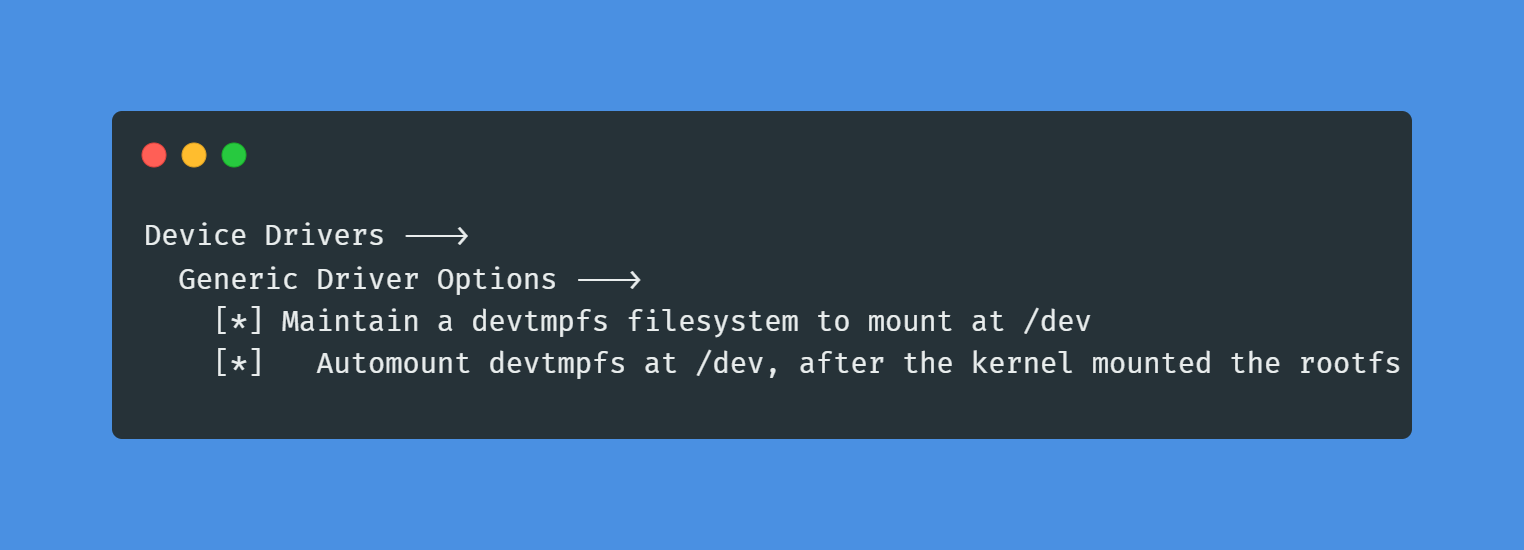 Device Drivers --->
  Generic Driver Options --->
    [*] Maintain a devtmpfs filesystem to mount at /dev
    [*]   Automount devtmpfs at /dev, after the kernel mounted the rootfs